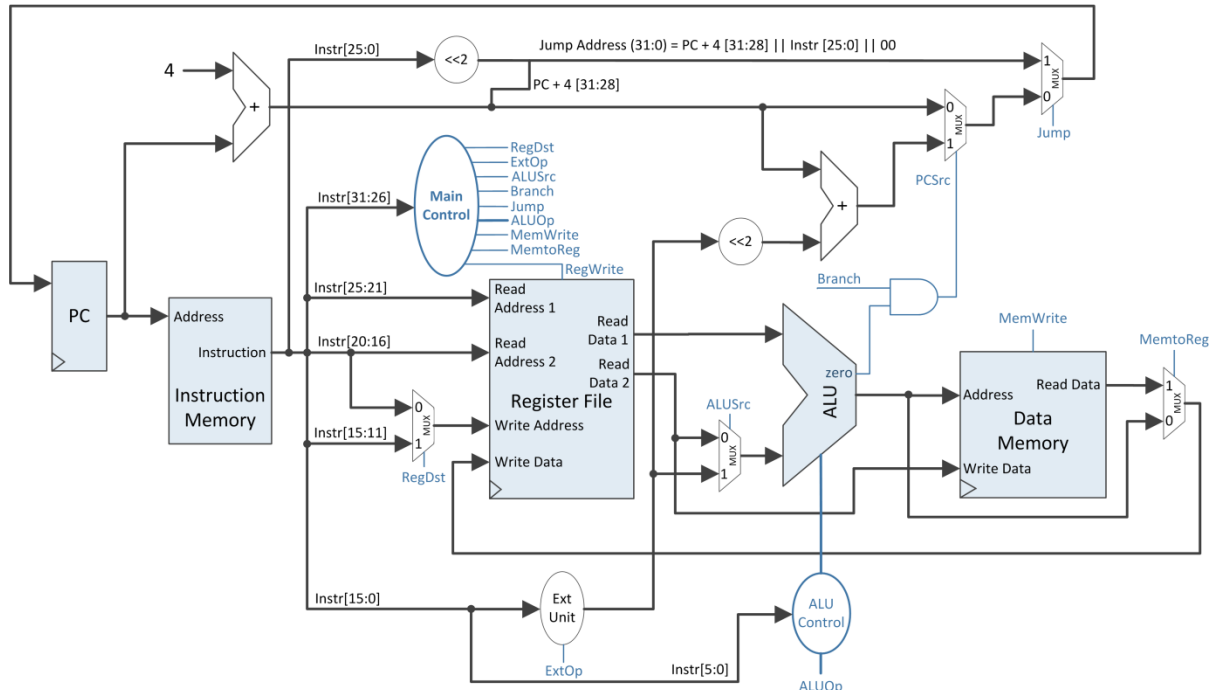 Instr[25:0]
<<2
Jump Address (31:0) = PC + 4 [31:28] || Instr [25:0] || 00
1
MUX
0
Jump
4
+
PC + 4 [31:28]
0
MUX
1
PCSrc
RegDst
ExtOp
ALUSrc
Branch
Jump
ALUOp
MemWrite
MemtoReg
RegWrite
Main
Control
Instr[31:26]
+
<<2
Branch
PC
Address
Instruction
Instruction
Memory
Instr[25:21]
Instr[20:16]
Instr[15:11]
0
MUX
1
RegDst
Read
Address 1
Read
Address 2
Read
Data 1
Read
Data 2
Register File
Write Address
Write Data
ALUSrc
0
MUX
1
zero
ALU
MemWrite
Address
Read Data
Data
Memory
Write Data
MemtoReg
1
MUX
0
Instr[15:0]
Ext
Unit
ExtOp
Instr[5:0]
ALU
Control
ALUOp